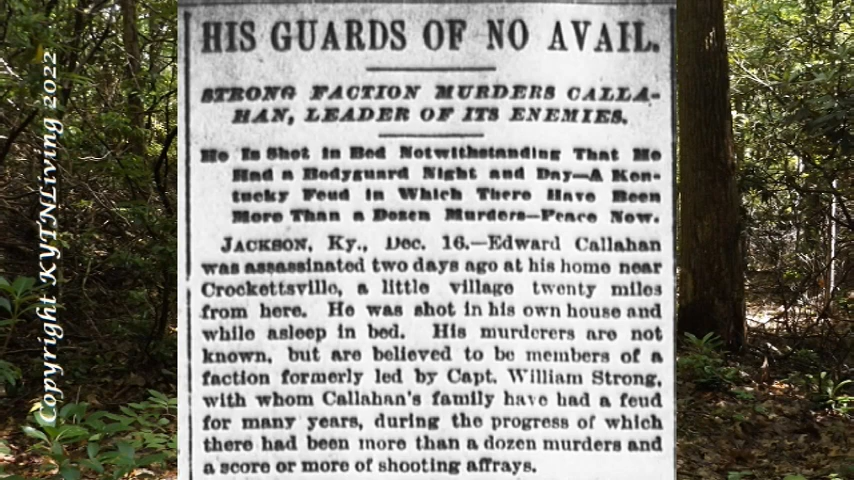 HIS GUARDS OF NO AVAIL.
STRONG FACTION MURDERS CALLA-
HAN, LEADER OF ITS ENEMIES.
He Is Shot in Bed Notwithstanding That He
Had a Bodyguard Night and Day—A Ken-
tucky Feud in Which There Have Been
More Than a Dozen Murders—Peace Now.
JACKSON, Ky., Dec. 16.—Edward Callahan
was assassinated two days ago at his home near
Crockettsville, a little village twenty miles
from here. He was shot in his own house and
while asleep in bed. His murderers are not
known, but are believed to be members of a
faction formerly led by Capt. William Strong,
with whom Callahan's family have had a feud
for many years, during the progress of which
there had been more than a dozen murders and
a score or more of shooting affrays.
Copyright KYTNLiving 2022